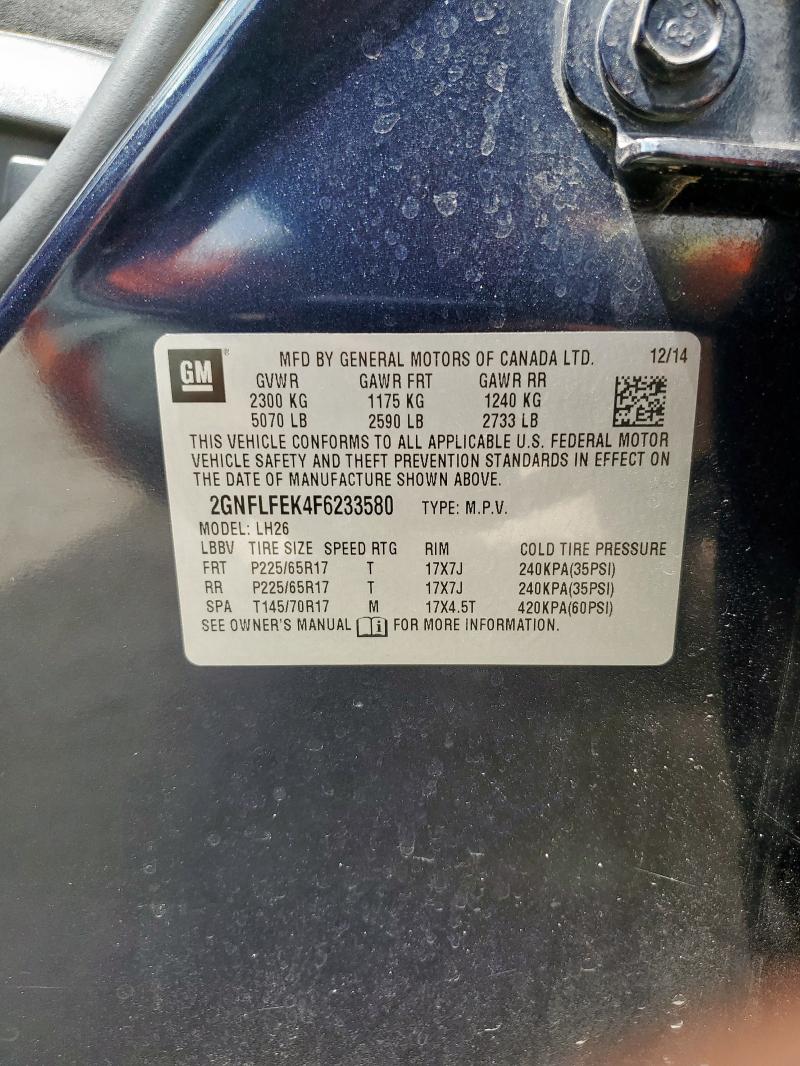 GM ® MFD BY GENERAL MOTORS OF CANADA LTD. 12/14
GVWR GAWR FRT GAWR RR
2300 KG 1175 KG 1240 KG
5070 LB 2590 LB 2733 LB
THIS VEHICLE CONFORMS TO ALL APPLICABLE U.S. FEDERAL MOTOR
VEHICLE SAFETY AND THEFT PREVENTION STANDARDS IN EFFECT ON
THE DATE OF MANUFACTURE SHOWN ABOVE.
2GNFLFEK4F6233580 TYPE: M.P.V.
MODEL: LH26
LBBV TIRE SIZE SPEED RTG RIM COLD TIRE PRESSURE
FRT P225/65R17 T 17X7J 240KPA(35PSI)
RR P225/65R17 T 17X7J 240KPA(35PSI)
SPA T145/70R17 M 17X4.5T 420KPA(60PSI)
SEE OWNER'S MANUAL FOR MORE INFORMATION.